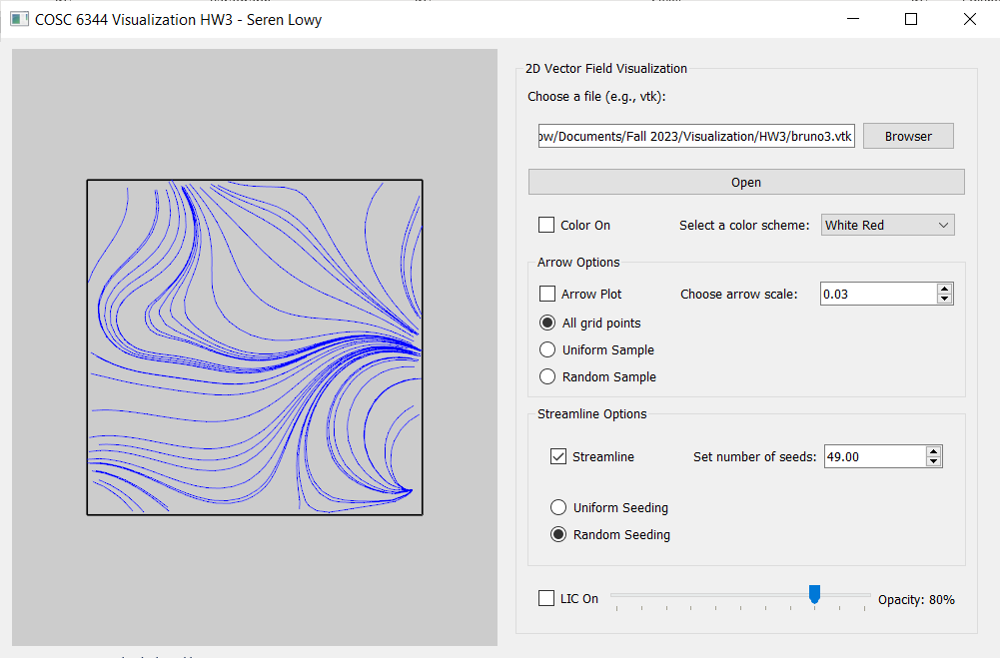 COSC 6344 Visualization HW3 - Seren Lowy
2D Vector Field Visualization
Choose a file (e.g., vtk):
ow/Documents/Fall 2023/Visualization/HW3/bruno3.vtk
Browser
Open
Color On
Select a color scheme:
White Red
Arrow Options
Arrow Plot
Choose arrow scale:
0.03
All grid points
Uniform Sample
Random Sample
Streamline Options
Streamline
Set number of seeds:
49.00
Uniform Seeding
Random Seeding
LIC On
Opacity: 80%